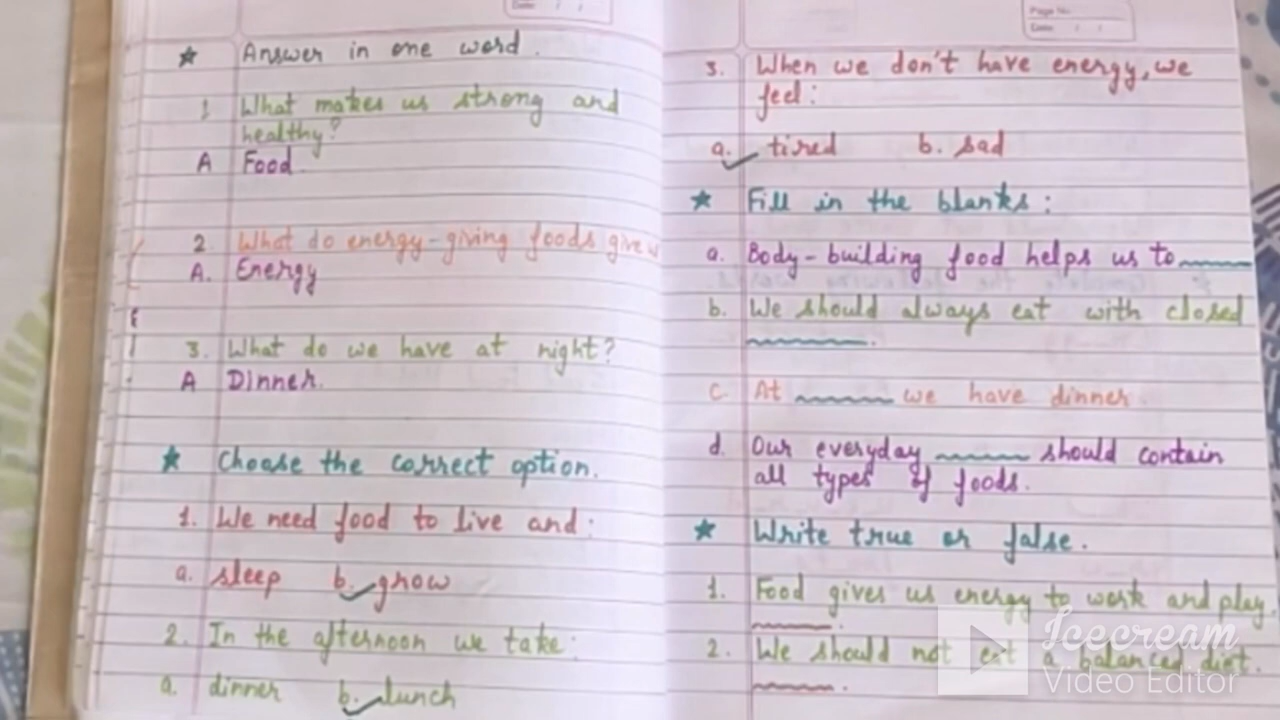 ★ Answer in one word.
1 What makes us strong and
healthy?
A Food.
2. What do energy-giving foods give us
A. Energy
3. What do we have at night?
A Dinner.
★ Choose the correct option.
1. We need food to live and:
a. sleep b. grow
2. In the afternoon we take:
a. dinner b. lunch
Page No.
Date: / /
3. When we don't have energy, we
feel:
a. tired b. sad
★ Fill in the blanks:
a. Body-building food helps us to
b. We should always eat with closed
.
c. At we have dinner.
d. Our everyday should contain
all types of foods.
★ Write true or false.
1. Food gives us energy to work and play.
.
2. We should not eat a balanced diet.
.
Icecream
Video Editor